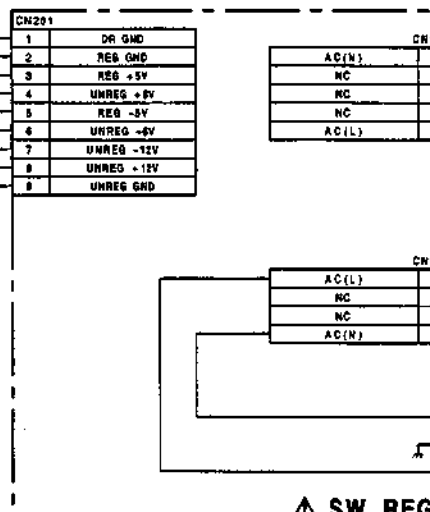 CN201
1 DR GND
2 REG GND
3 REG +5V
4 UNREG +6V
5 REG -5V
6 UNREG -6V
7 UNREG -12V
8 UNREG +12V
9 UNREG GND
CN
AC(N)
NC
NC
NC
AC(L)
CN
AC(L)
NC
NC
AC(N)
SW REG